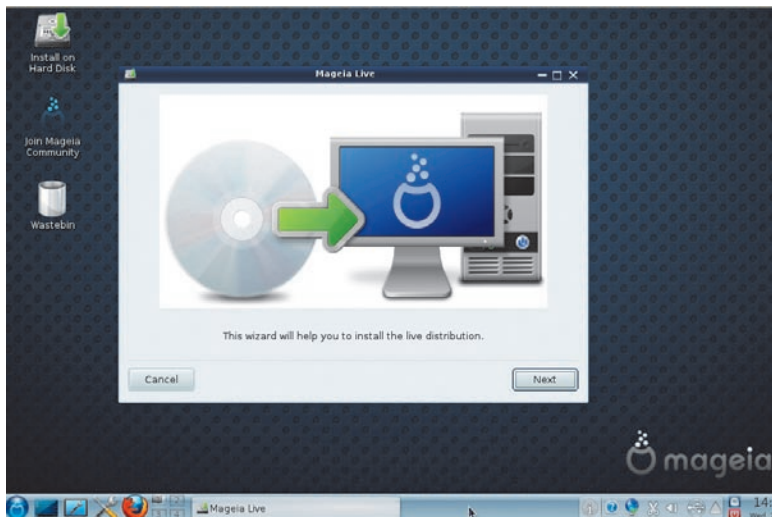 Install on
Hard Disk
Join Mageia
Community
Wastebin
Mageia Live
This wizard will help you to install the live distribution.
Cancel
Next
mageia
Mageia Live
14: